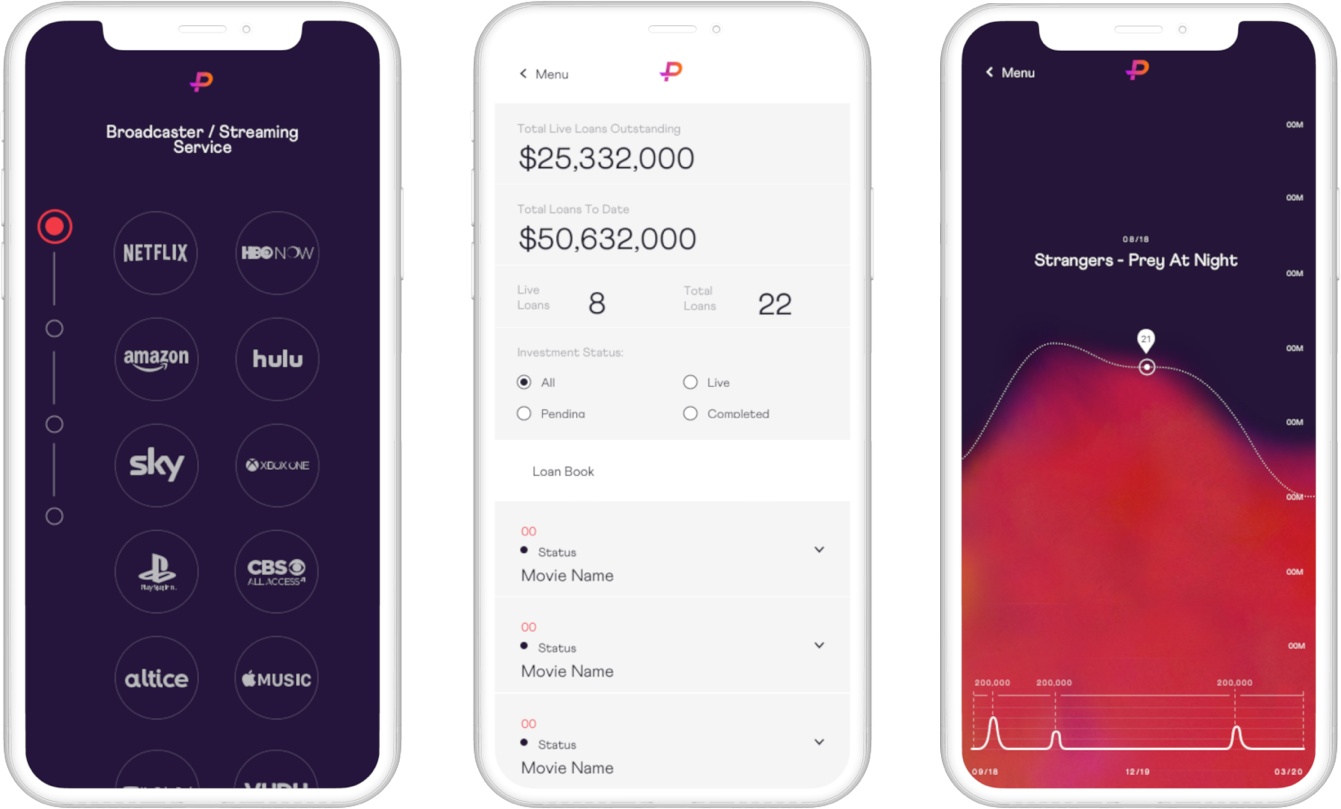 Broadcaster / Streaming
Service
NETFLIX
HBO NOW
amazon
hulu
sky
XBOX ONE
CBS
ALL ACCESS
altice
MUSIC
VUDU
Menu
Total Live Loans Outstanding
$25,332,000
Total Loans To Date
$50,632,000
Live
Loans
8
Total
Loans
22
Investment Status:
All
Live
Pending
Completed
Loan Book
00
Status
Movie Name
00
Status
Movie Name
00
Status
Movie Name
Menu
00M
00M
08/18
Strangers - Prey At Night
00M
21
00M
00M
00M
00M
00M
200,000 200,000 200,000
09/18 12/19 03/20